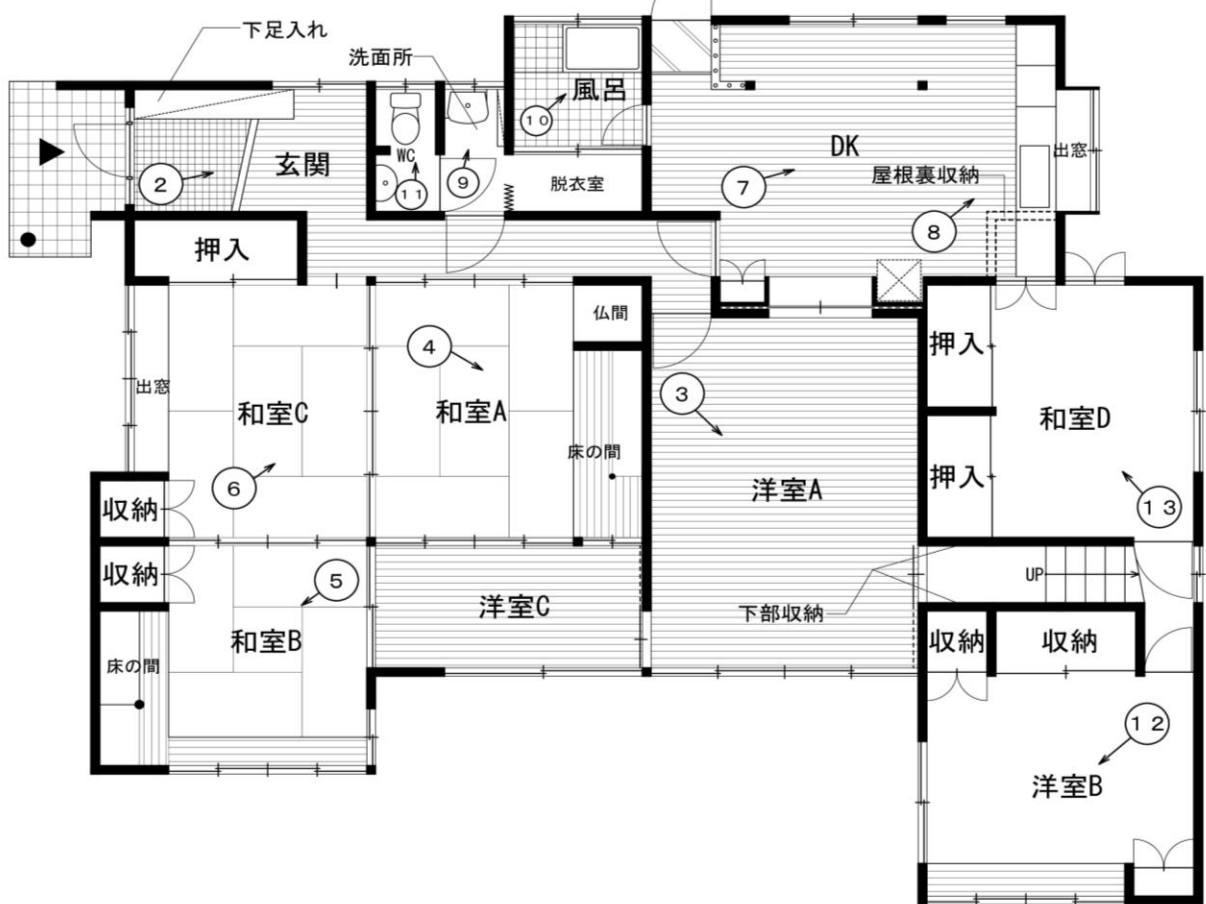 下足入れ
洗面所
風呂
10
DK
出窓
WC
11
9
脱衣室
2
玄関
7
屋根裏収納
8
押入
仏間
4
3
押入
出窓
和室C
和室A
和室D
床の間
6
洋室A
押入
13
収納
収納
5
UP
洋室C
下部収納
和室B
収納
収納
床の間
12
洋室B